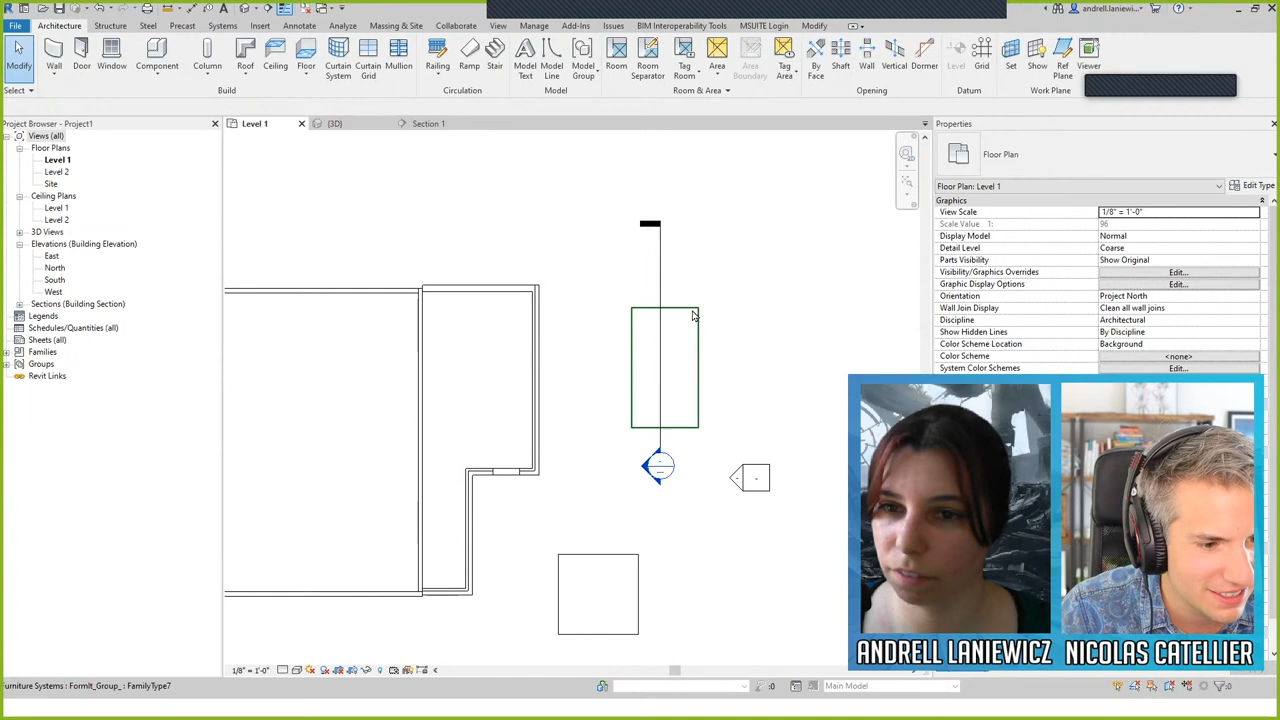 andrell.laniewi...
File Architecture Structure Steel Precast Systems Insert Annotate Analyze Massing & Site Collaborate View Manage Add-Ins Issues BIM Interoperability Tools MSUITE Login Modify
Modify Wall Door Window Component Column Roof Ceiling Floor Curtain System Curtain Grid Mullion Railing Ramp Stair Model Text Model Line Model Group Room Room Separator Tag Room Area Area Boundary Tag Area By Face Shaft Wall Vertical Dormer Level Grid Set Show Ref Plane Viewer
Select Build Circulation Model Room & Area Opening Datum Work Plane
Project Browser - Project1
Level 1 {3D} Section 1
Properties
Views (all)
Floor Plans
Level 1
Level 2
Site
Ceiling Plans
Level 1
Level 2
3D Views
Elevations (Building Elevation)
East
North
South
West
Sections (Building Section)
Legends
Schedules/Quantities (all)
Sheets (all)
Families
Groups
Revit Links
Floor Plan
Floor Plan: Level 1 Edit Type
Graphics
View Scale 1/8" = 1'-0"
Scale Value 1: 96
Display Model Normal
Detail Level Coarse
Parts Visibility Show Original
Visibility/Graphics Overrides Edit...
Graphic Display Options Edit...
Orientation Project North
Wall Join Display Clean all wall joins
Discipline Architectural
Show Hidden Lines By Discipline
Color Scheme Location Background
Color Scheme <none>
System Color Schemes Edit...
ANDRELL LANIEWICZ NICOLAS CATELLIER
1/8" = 1'-0"
Furniture Systems : FormIt_Group_ : FamilyType7 :0 Main Model :0